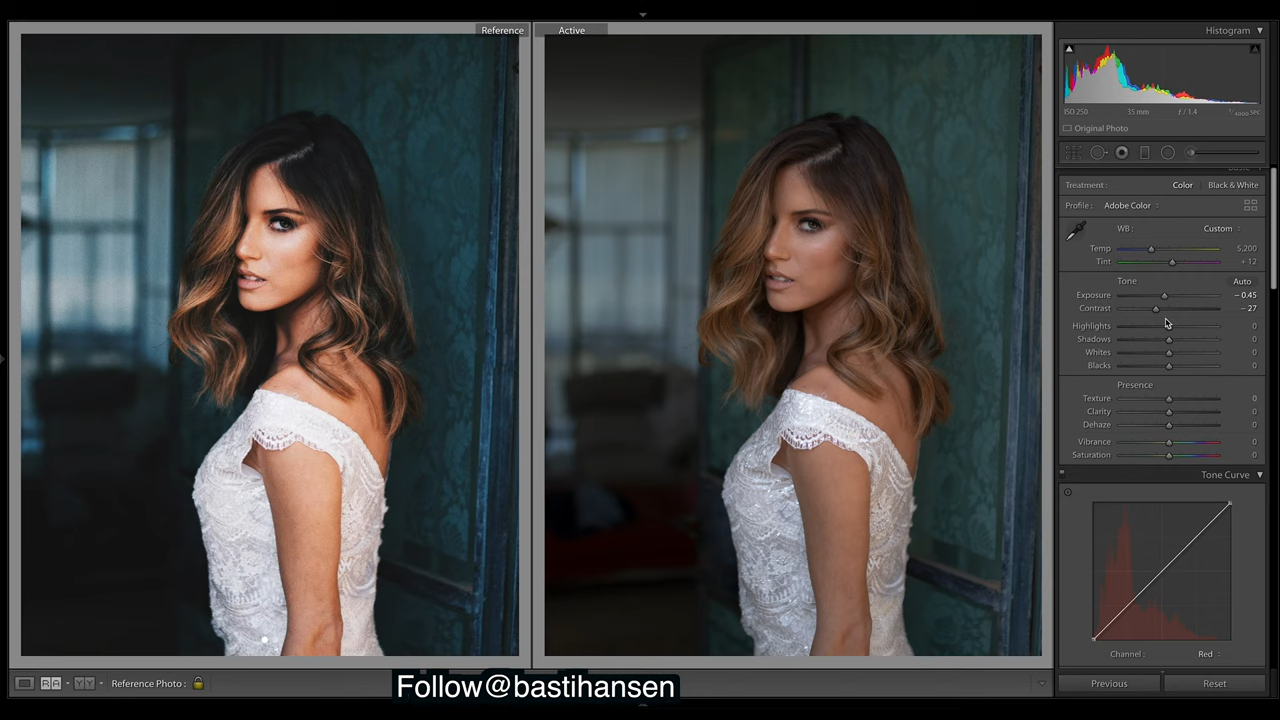 Reference
Active
Histogram
ISO 250 35 mm ƒ / 1.4 1/4000 sec
Original Photo
Treatment : Color Black & White
Profile : Adobe Color
WB : Custom
Temp 5,200
Tint + 12
Tone Auto
Exposure – 0.45
Contrast – 27
Highlights 0
Shadows 0
Whites 0
Blacks 0
Presence
Texture 0
Clarity 0
Dehaze 0
Vibrance 0
Saturation 0
Tone Curve
Channel : Red
R A Y Y Reference Photo :
Previous Reset
Follow@bastihansen